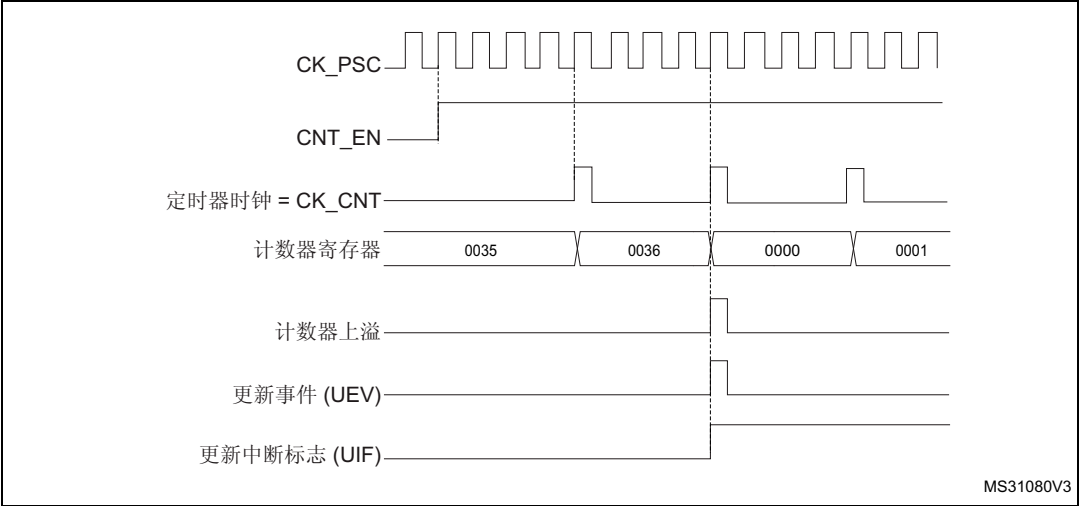 CK_PSC
CNT_EN
定时器时钟 = CK_CNT
计数器寄存器 0035 0036 0000 0001
计数器上溢
更新事件 (UEV)
更新中断标志 (UIF)
MS31080V3